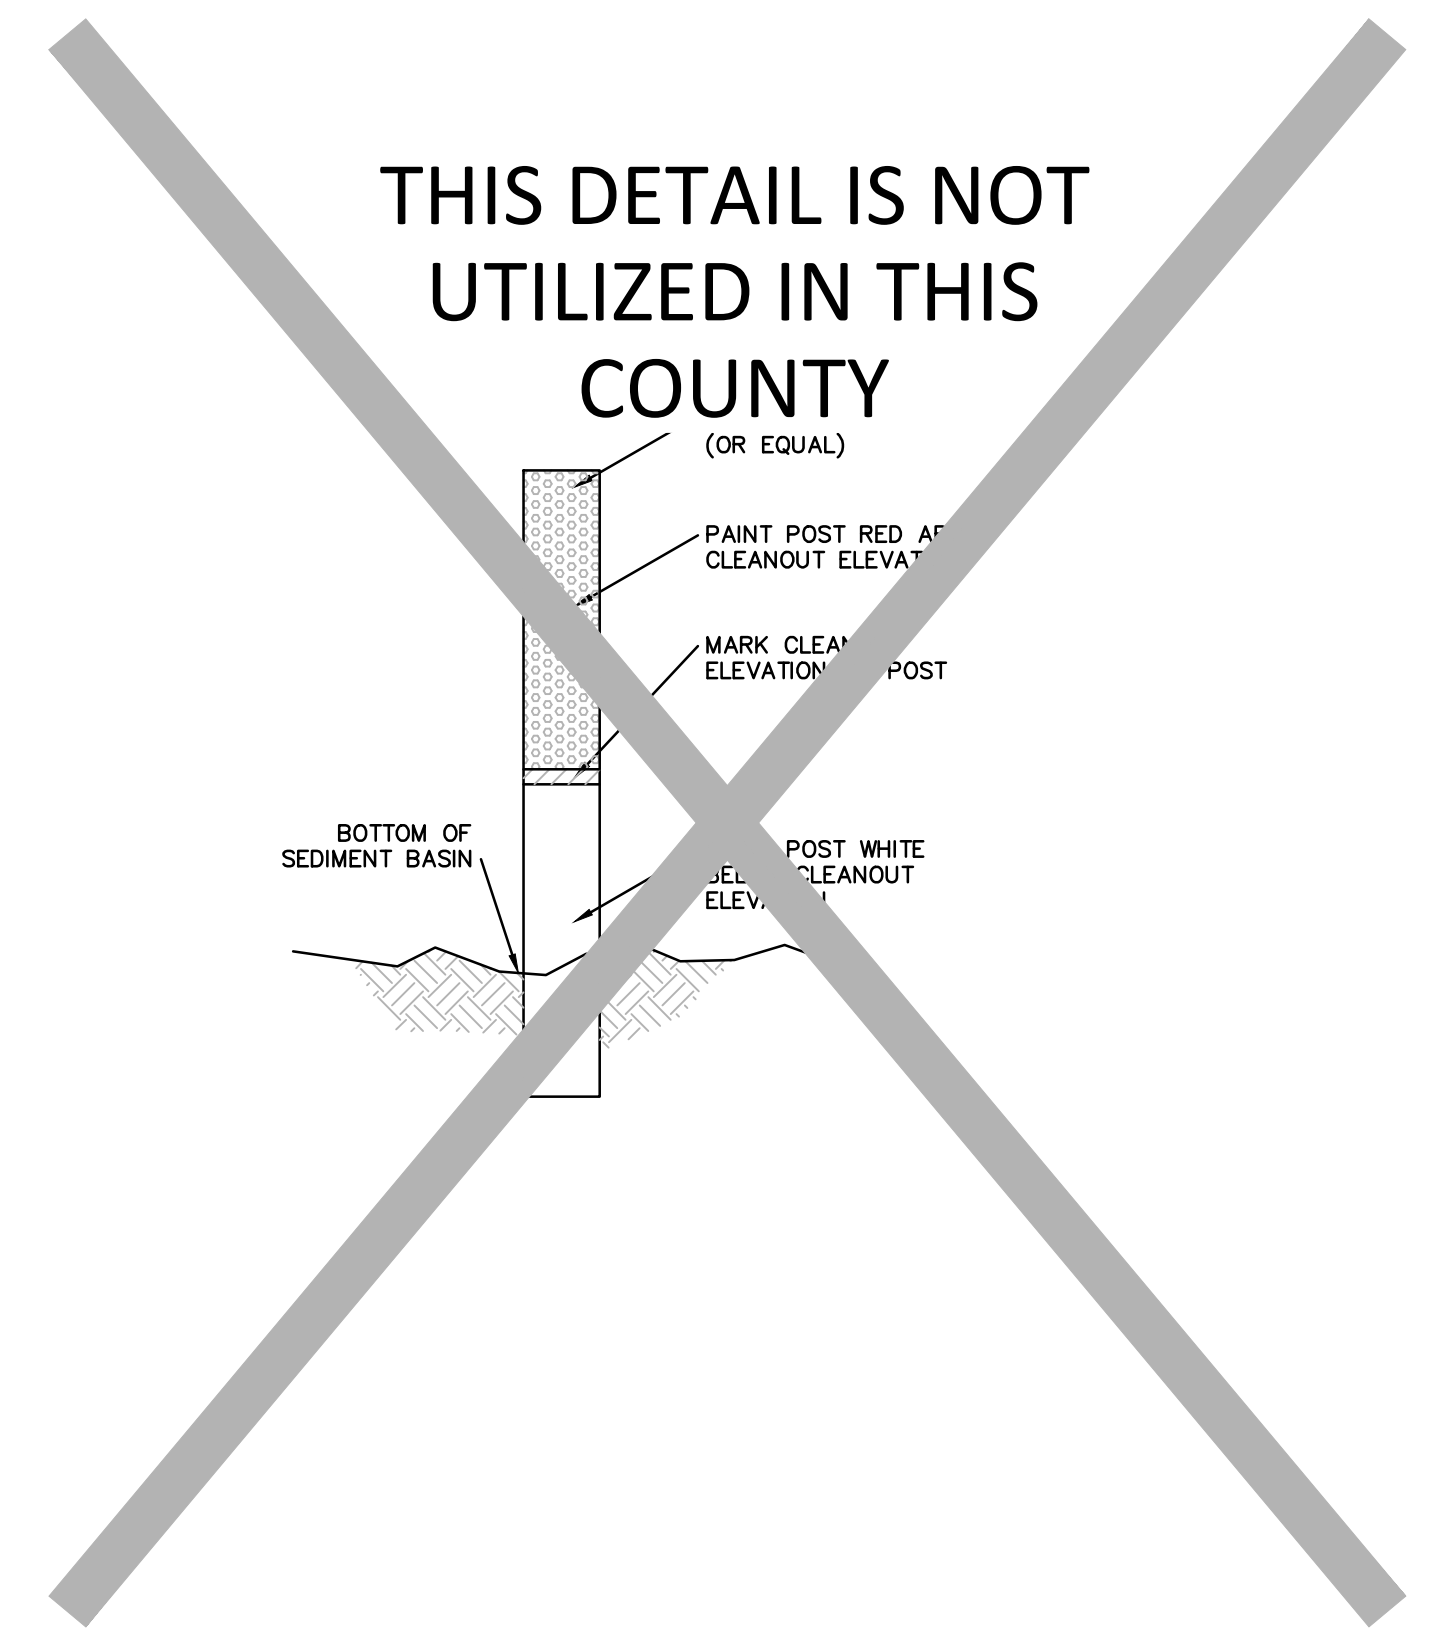 THIS DETAIL IS NOT
UTILIZED IN THIS
COUNTY
(OR EQUAL)
PAINT POST RED
CLEANOUT
MARK
ELEVATION POST
BOTTOM OF
SEDIMENT BASIN
POST WHITE
CLEANOUT